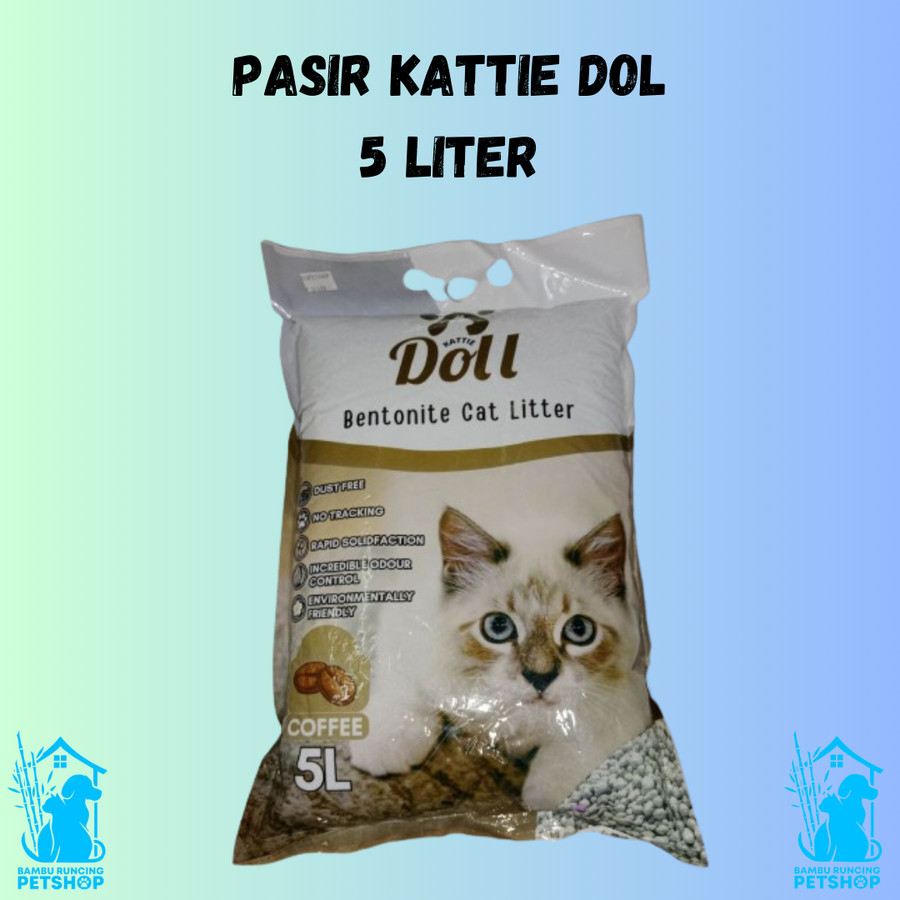 PASIR KATTIE DOL
5 LITER
KATTIE
Doll
Bentonite Cat Litter
DUST FREE
NO TRACKING
RAPID SOLIDFACTION
INCREDIBLE ODOUR
CONTROL
ENVIRONMENTALLY
FRIENDLY
COFFEE
5L
BAMBU RUNCING
PETSHOP
BAMBU RUNCING
PETSHOP